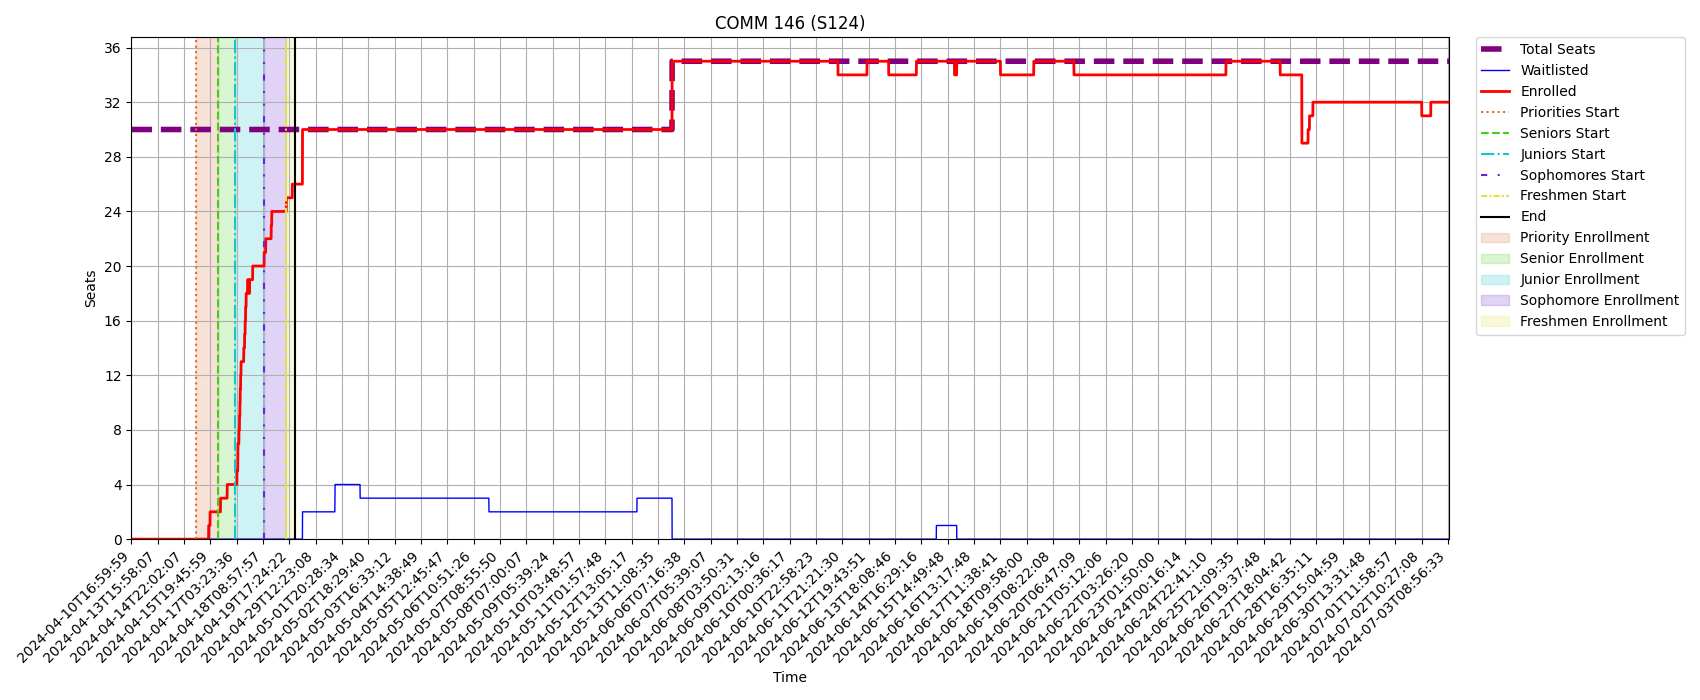 COMM 146 (S124)
36
32
28
24
20
16
12
8
4
0
Seats
2024-04-10T16:59:59
2024-04-13T15:58:07
2024-04-14T22:02:07
2024-04-15T19:45:59
2024-04-17T03:23:36
2024-04-18T08:57:57
2024-04-19T17:24:22
2024-04-29T12:23:08
2024-05-01T20:28:34
2024-05-02T18:29:40
2024-05-03T16:33:12
2024-05-04T14:38:49
2024-05-05T12:45:47
2024-05-06T10:51:26
2024-05-07T08:55:50
2024-05-08T07:00:07
2024-05-09T05:39:24
2024-05-10T03:48:57
2024-05-11T01:57:48
2024-05-12T13:05:17
2024-05-13T11:08:35
2024-06-06T07:16:38
2024-06-07T05:39:07
2024-06-08T03:50:31
2024-06-09T02:13:16
2024-06-10T00:36:17
2024-06-10T22:58:23
2024-06-11T21:21:30
2024-06-12T19:43:51
2024-06-13T18:08:46
2024-06-14T16:29:16
2024-06-15T14:49:48
2024-06-16T13:17:48
2024-06-17T11:38:41
2024-06-18T09:58:00
2024-06-19T08:22:08
2024-06-20T06:47:09
2024-06-21T05:12:06
2024-06-22T03:26:20
2024-06-23T01:50:00
2024-06-24T00:16:14
2024-06-24T22:41:10
2024-06-25T21:09:35
2024-06-26T19:37:48
2024-06-27T18:04:42
2024-06-28T16:35:11
2024-06-29T15:04:59
2024-06-30T13:31:48
2024-07-01T11:58:57
2024-07-02T10:27:08
2024-07-03T08:56:33
Time
Total Seats
Waitlisted
Enrolled
Priorities Start
Seniors Start
Juniors Start
Sophomores Start
Freshmen Start
End
Priority Enrollment
Senior Enrollment
Junior Enrollment
Sophomore Enrollment
Freshmen Enrollment